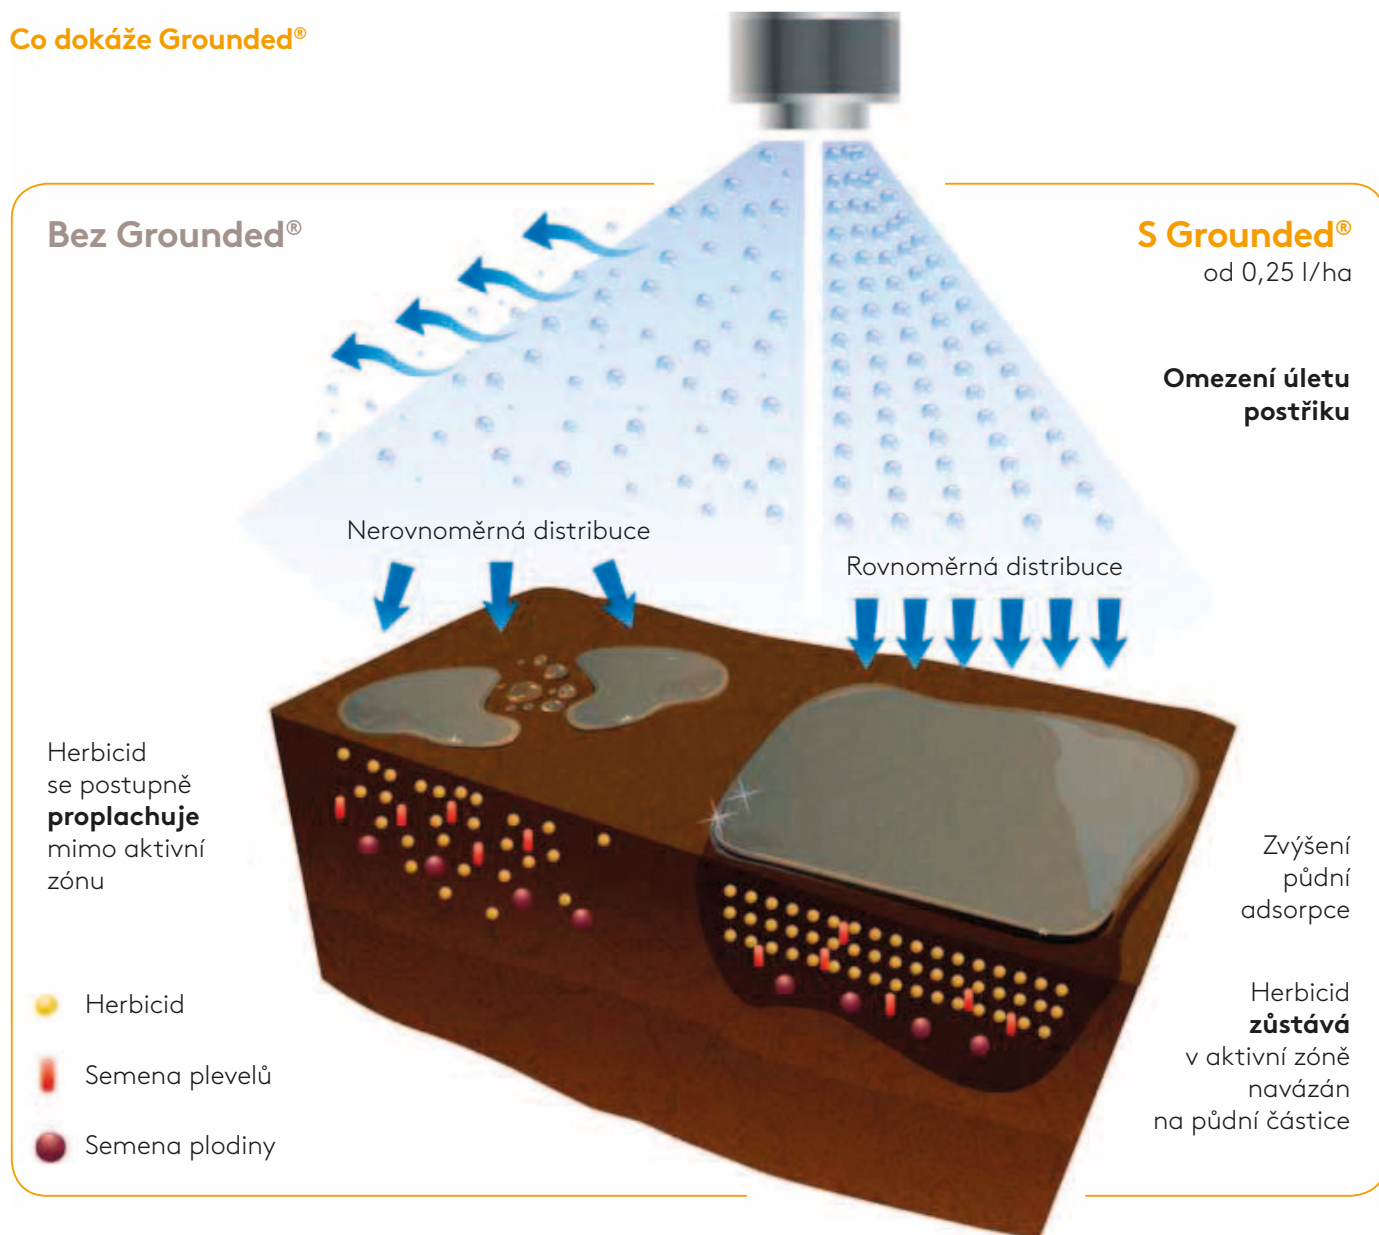 Co dokáže Grounded®
Bez Grounded®
S Grounded®
od 0,25 l/ha
Omezení úletu
postřiku
Nerovnoměrná distribuce
Rovnoměrná distribuce
Herbicid
se postupně
proplachuje
mimo aktivní
zónu
Zvýšení
půdní
adsorpce
Herbicid
zůstává
v aktivní zóně
navázán
na půdní částice
Herbicid
Semena plevelů
Semena plodiny